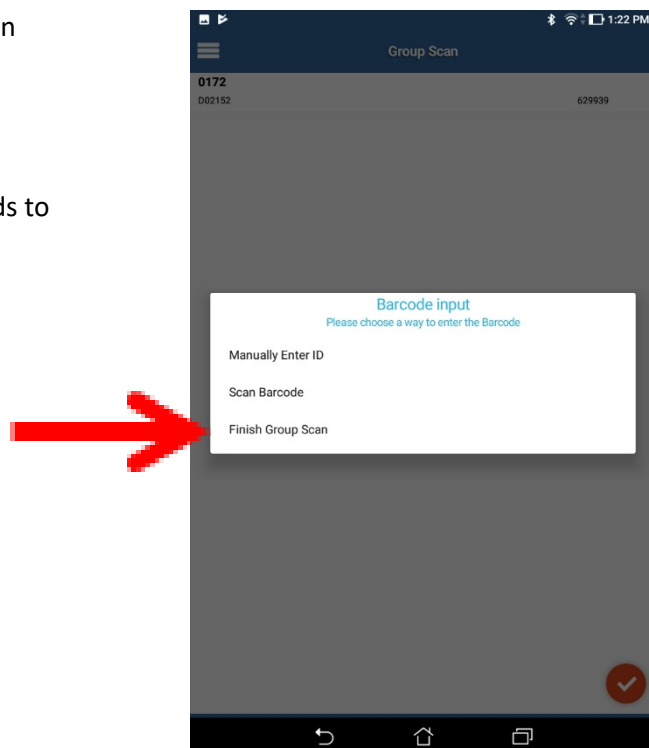 n
ds to
1:22 PM
Group Scan
0172
D02152 629939
Barcode input
Please choose a way to enter the Barcode
Manually Enter ID
Scan Barcode
Finish Group Scan